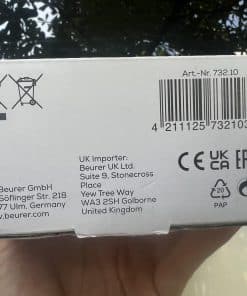 Art.-Nr. 732.10
4 211125 73210
UK Importer:
Beurer UK Ltd.
Suite 9, Stonecross
Place
Yew Tree Way
WA3 2SH Golborne
United Kingdom
Beurer GmbH
Söflinger Str. 218
77 Ulm, Germany
www.beurer.com
CE UK CA
20
PAP